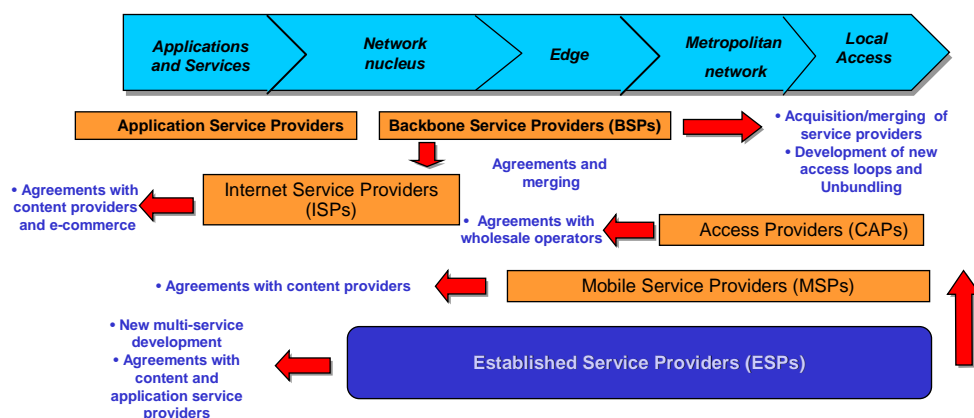 Applications
and Services
Network
nucleus
Edge
Metropolitan
network
Local
Access
Application Service Providers
Backbone Service Providers (BSPs)
• Acquisition/merging of
service providers
• Development of new
access loops and
Unbundling
Agreements and
merging
Internet Service Providers
(ISPs)
• Agreements with
content providers
and e-commerce
• Agreements with
wholesale operators
Access Providers (CAPs)
• Agreements with content providers
Mobile Service Providers (MSPs)
• New multi-service
development
• Agreements with
content and
application service
providers
Established Service Providers (ESPs)